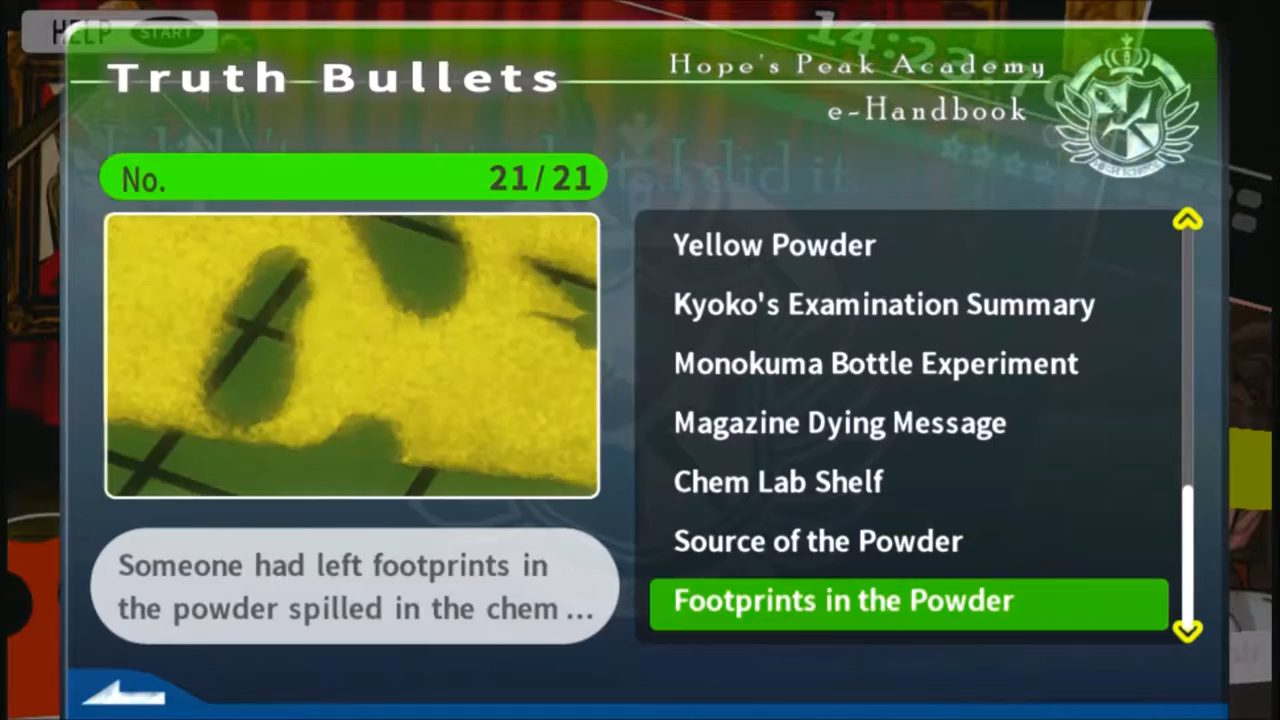 HELP START
Truth Bullets
Hope's Peak Academy
e-Handbook
No. 21/21
Yellow Powder
Kyoko's Examination Summary
Monokuma Bottle Experiment
Magazine Dying Message
Chem Lab Shelf
Source of the Powder
Footprints in the Powder
Someone had left footprints in
the powder spilled in the chem ...